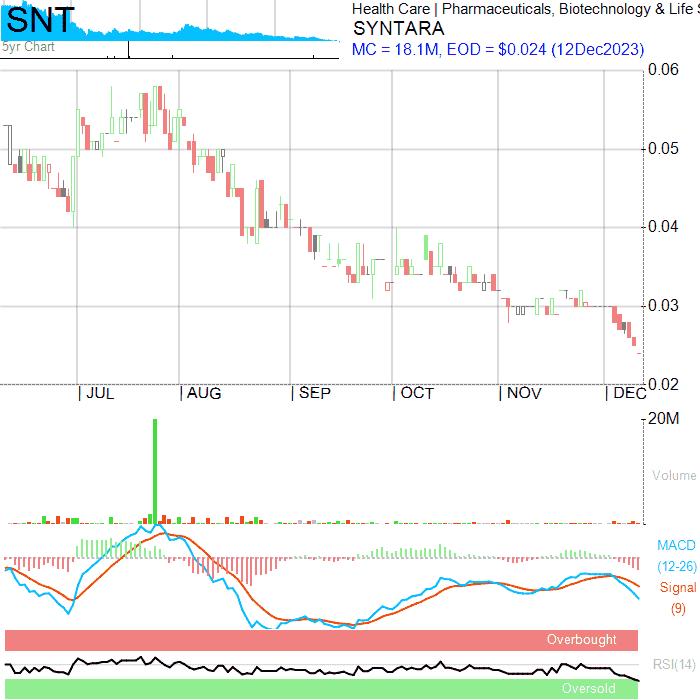 SNT
5yr Chart
Health Care | Pharmaceuticals, Biotechnology & Life S
SYNTARA
MC = 18.1M, EOD = $0.024 (12Dec2023)
0.06
0.05
0.04
0.03
0.02
| JUL | AUG | SEP | OCT | NOV | DEC
20M
Volume
MACD
(12-26)
Signal
(9)
Overbought
RSI(14)
Oversold